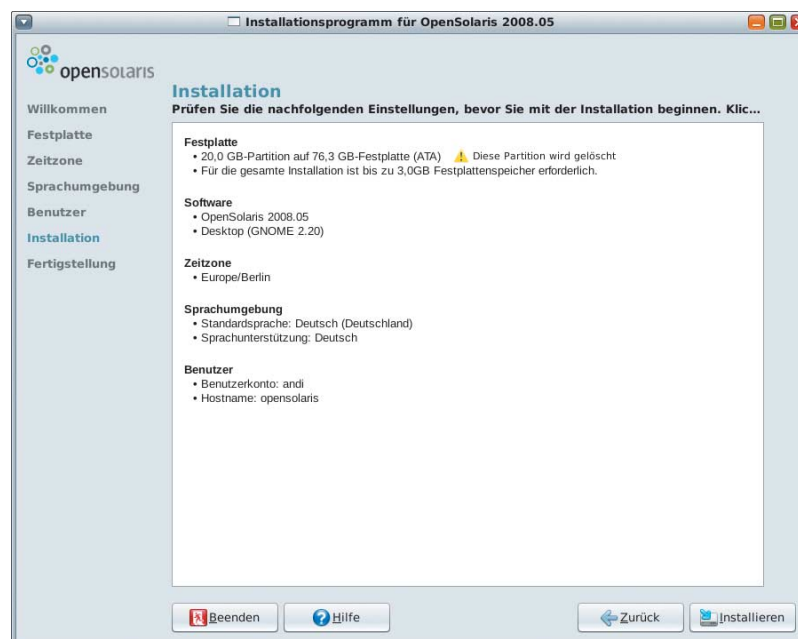 Installationsprogramm für OpenSolaris 2008.05
opensolaris
Willkommen
Festplatte
Zeitzone
Sprachumgebung
Benutzer
Installation
Fertigstellung
Installation
Prüfen Sie die nachfolgenden Einstellungen, bevor Sie mit der Installation beginnen. Klic...
Festplatte
• 20,0 GB-Partition auf 76,3 GB-Festplatte (ATA) Diese Partition wird gelöscht
• Für die gesamte Installation ist bis zu 3,0GB Festplattenspeicher erforderlich.
Software
• OpenSolaris 2008.05
• Desktop (GNOME 2.20)
Zeitzone
• Europe/Berlin
Sprachumgebung
• Standardsprache: Deutsch (Deutschland)
• Sprachunterstützung: Deutsch
Benutzer
• Benutzerkonto: andi
• Hostname: opensolaris
Beenden
Hilfe
Zurück
Installieren